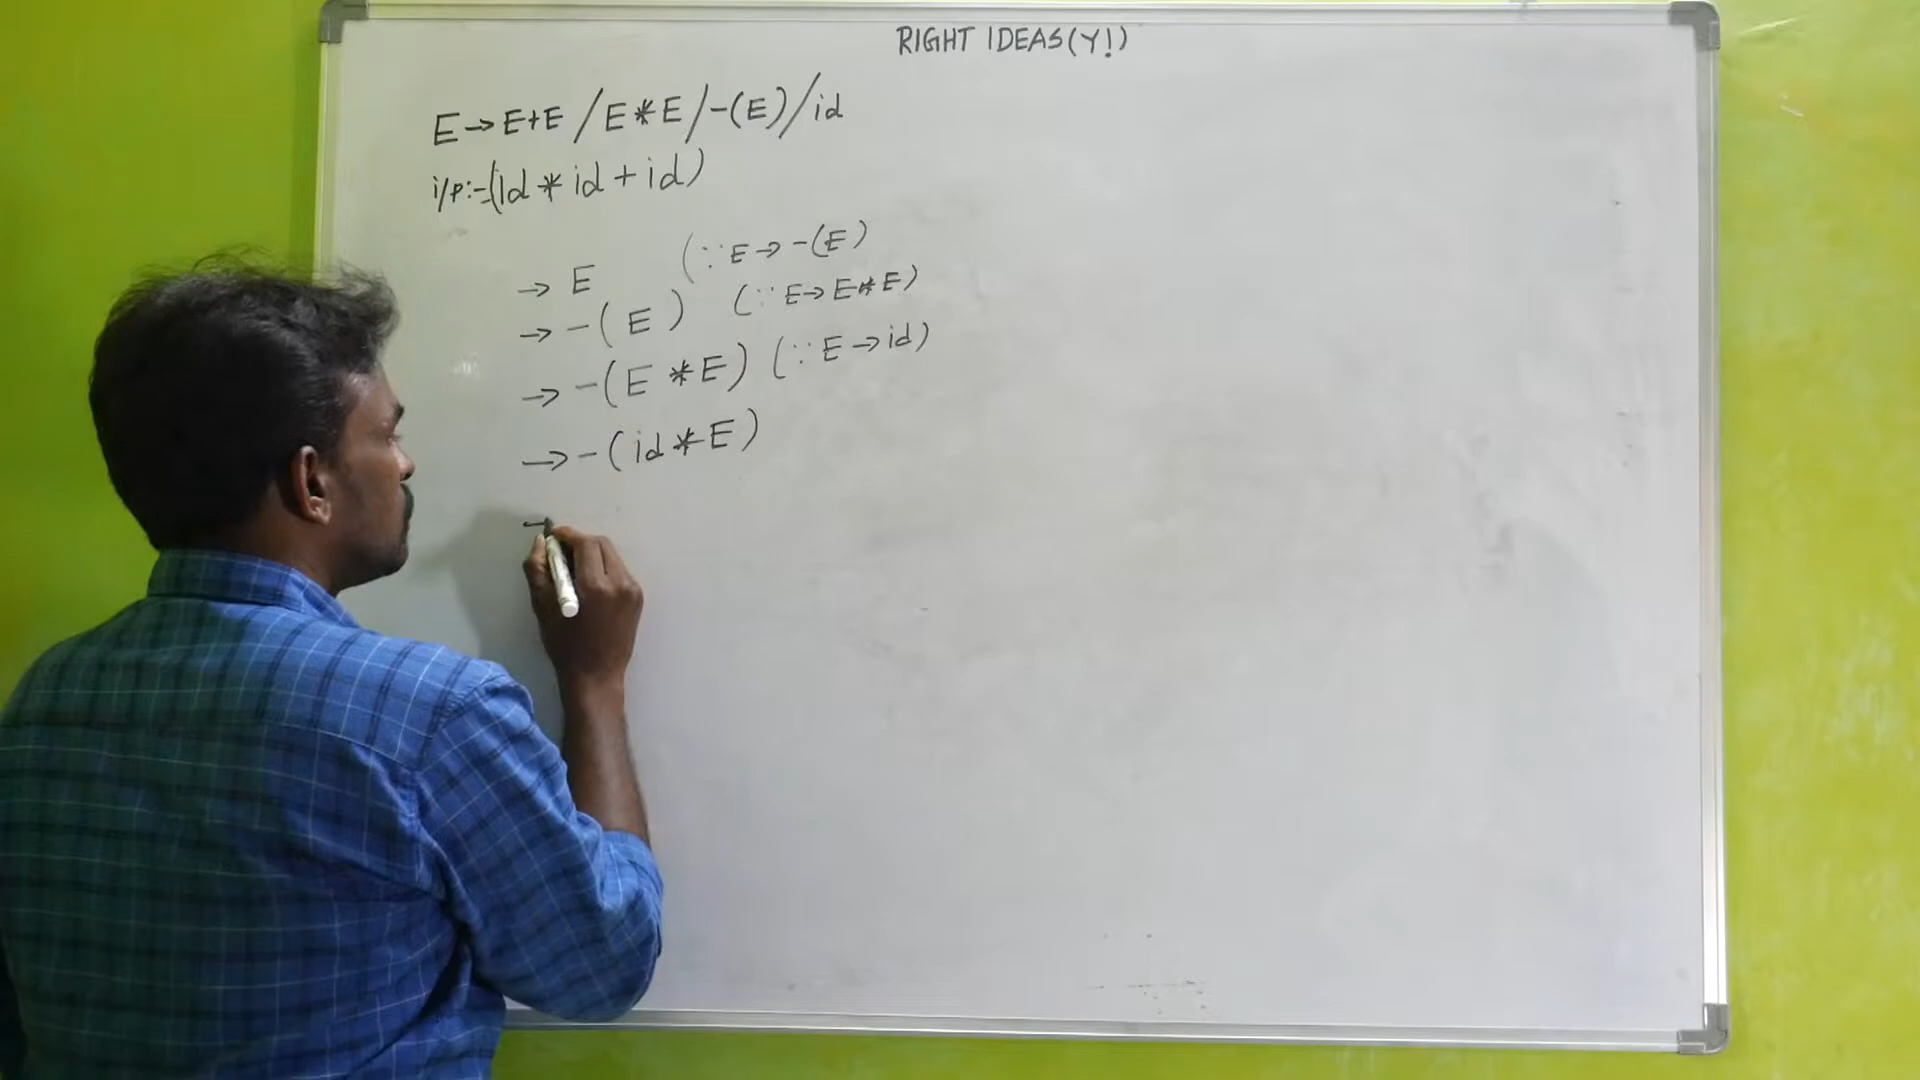 RIGHT IDEAS(Y!)
E→E+E/E*E/-(E)/id
i/p:-(id*id+id)
→ E (∵E→-(E)
→ -(E) (∵E→E*E)
→ -(E*E) (∵E→id)
→ -(id*E)
→